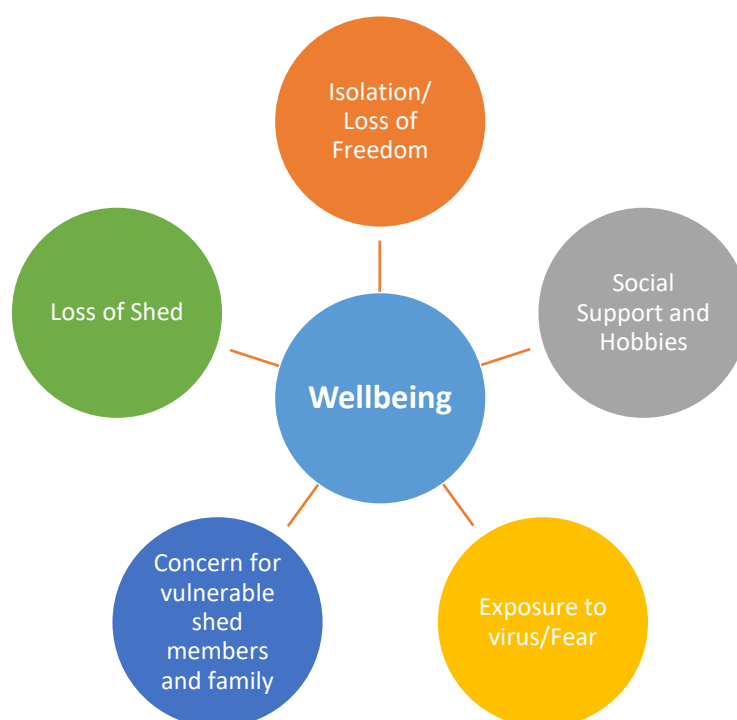 Isolation/
Loss of
Freedom
Loss of Shed
Social
Support and
Hobbies
Wellbeing
Concern for
vulnerable
shed
members
and family
Exposure to
virus/Fear